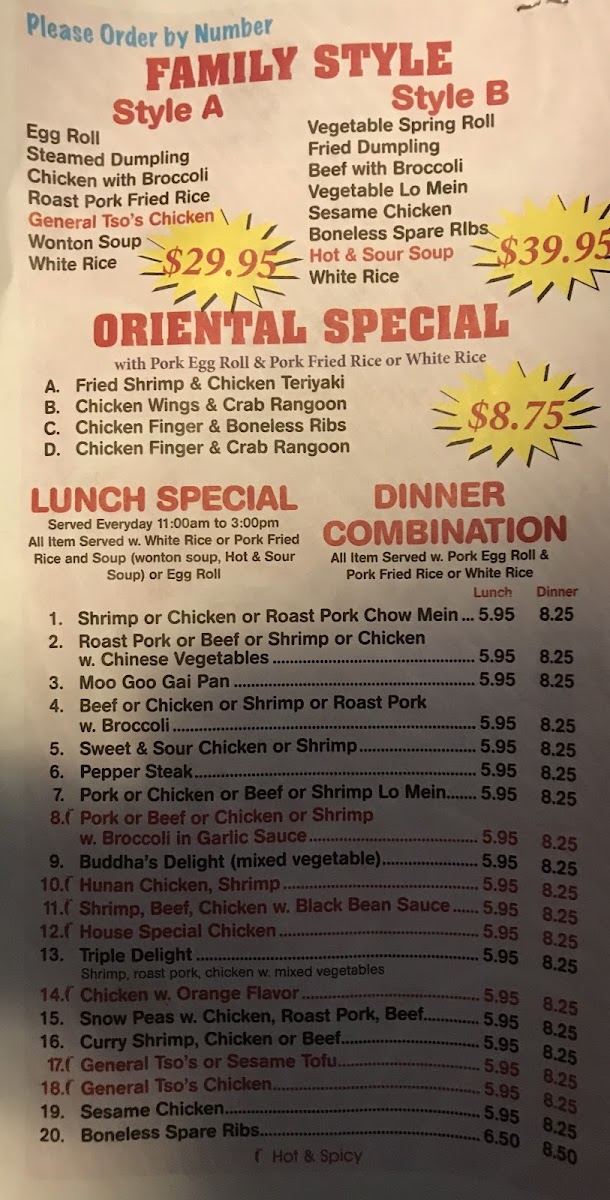 Please Order by Number
FAMILY STYLE
Style A
Egg Roll
Steamed Dumpling
Chicken with Broccoli
Roast Pork Fried Rice
General Tso's Chicken
Wonton Soup
White Rice
$29.95
Style B
Vegetable Spring Roll
Fried Dumpling
Beef with Broccoli
Vegetable Lo Mein
Sesame Chicken
Boneless Spare RIbs
Hot & Sour Soup
White Rice
$39.95
ORIENTAL SPECIAL
with Pork Egg Roll & Pork Fried Rice or White Rice
A. Fried Shrimp & Chicken Teriyaki
B. Chicken Wings & Crab Rangoon
C. Chicken Finger & Boneless Ribs
D. Chicken Finger & Crab Rangoon
$8.75
LUNCH SPECIAL
Served Everyday 11:00am to 3:00pm
All Item Served w. White Rice or Pork Fried
Rice and Soup (wonton soup, Hot & Sour
Soup) or Egg Roll
DINNER
COMBINATION
All Item Served w. Pork Egg Roll &
Pork Fried Rice or White Rice
Lunch Dinner
1. Shrimp or Chicken or Roast Pork Chow Mein ... 5.95 8.25
2. Roast Pork or Beef or Shrimp or Chicken
w. Chinese Vegetables ... 5.95 8.25
3. Moo Goo Gai Pan ... 5.95 8.25
4. Beef or Chicken or Shrimp or Roast Pork
w. Broccoli ... 5.95 8.25
5. Sweet & Sour Chicken or Shrimp ... 5.95 8.25
6. Pepper Steak ... 5.95 8.25
7. Pork or Chicken or Beef or Shrimp Lo Mein ... 5.95 8.25
8. Pork or Beef or Chicken or Shrimp
w. Broccoli in Garlic Sauce ... 5.95 8.25
9. Buddha's Delight (mixed vegetable) ... 5.95 8.25
10. Hunan Chicken, Shrimp ... 5.95 8.25
11. Shrimp, Beef, Chicken w. Black Bean Sauce ... 5.95 8.25
12. House Special Chicken ... 5.95 8.25
13. Triple Delight ... 5.95 8.25
Shrimp, roast pork, chicken w. mixed vegetables
14. Chicken w. Orange Flavor ... 5.95 8.25
15. Snow Peas w. Chicken, Roast Pork, Beef ... 5.95 8.25
16. Curry Shrimp, Chicken or Beef ... 5.95 8.25
17. General Tso's or Sesame Tofu ... 5.95 8.25
18. General Tso's Chicken ... 5.95 8.25
19. Sesame Chicken ... 5.95 8.25
20. Boneless Spare Ribs ... 6.50 8.50
Hot & Spicy